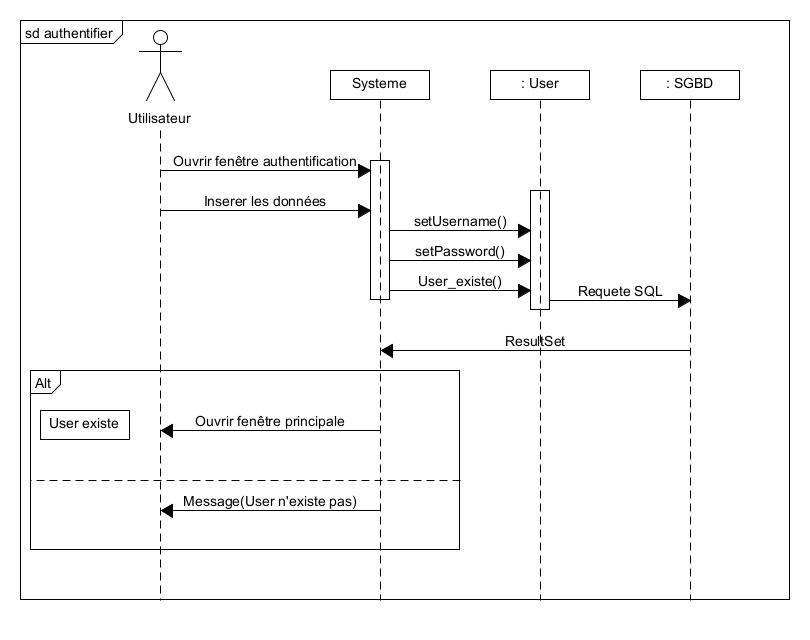 sd authentifier
Utilisateur
Systeme
: User
: SGBD
Ouvrir fenêtre authentification
Inserer les données
setUsername()
setPassword()
User_existe()
Requete SQL
ResultSet
Alt
User existe
Ouvrir fenêtre principale
Message(User n'existe pas)